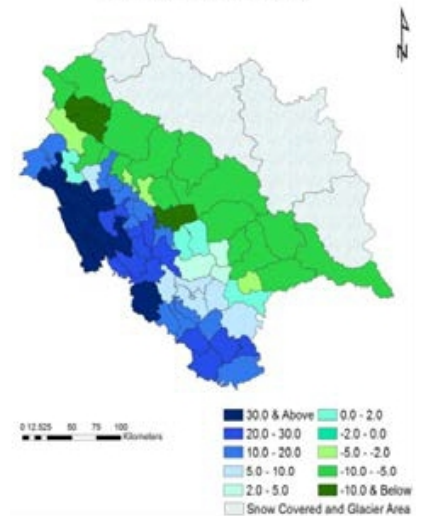 N
0 12.525 50 75 100
Kilometers
30.0 & Above
20.0 - 30.0
10.0 - 20.0
5.0 - 10.0
2.0 - 5.0
0.0 - 2.0
-2.0 - 0.0
-5.0 - -2.0
-10.0 - -5.0
-10.0 & Below
Snow Covered and Glacier Area